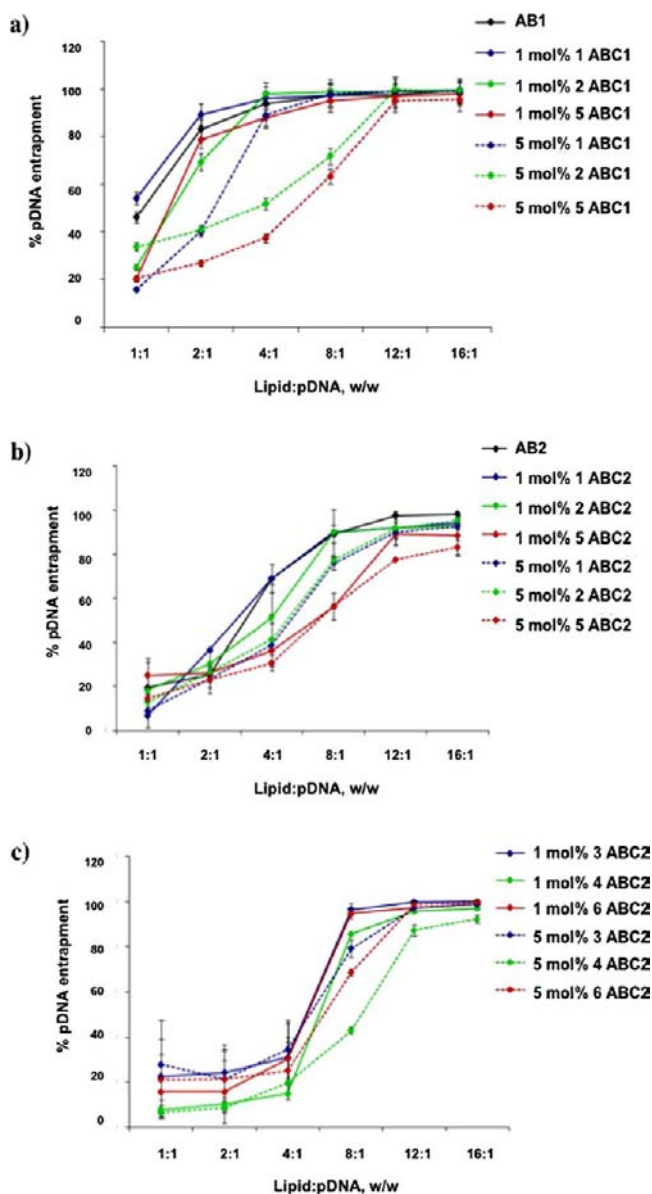 a)
AB1
1 mol% 1 ABC1
1 mol% 2 ABC1
1 mol% 5 ABC1
5 mol% 1 ABC1
5 mol% 2 ABC1
5 mol% 5 ABC1
% pDNA entrapment
120
100
80
60
40
20
0
1:1 2:1 4:1 8:1 12:1 16:1
Lipid:pDNA, w/w
b)
AB2
1 mol% 1 ABC2
1 mol% 2 ABC2
1 mol% 5 ABC2
5 mol% 1 ABC2
5 mol% 2 ABC2
5 mol% 5 ABC2
% pDNA entrapment
120
100
80
60
40
20
0
1:1 2:1 4:1 8:1 12:1 16:1
Lipid:pDNA, w/w
c)
1 mol% 3 ABC2
1 mol% 4 ABC2
1 mol% 6 ABC2
5 mol% 3 ABC2
5 mol% 4 ABC2
5 mol% 6 ABC2
% pDNA entrapment
120
100
80
60
40
20
0
1:1 2:1 4:1 8:1 12:1 16:1
Lipid:pDNA, w/w